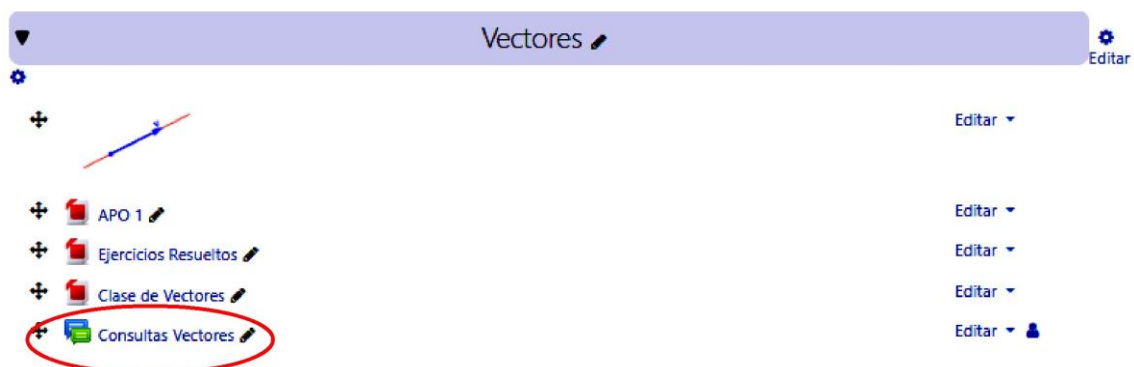 Vectores
Editar
Editar
APO 1 Editar
Ejercicios Resueltos Editar
Clase de Vectores Editar
Consultas Vectores Editar